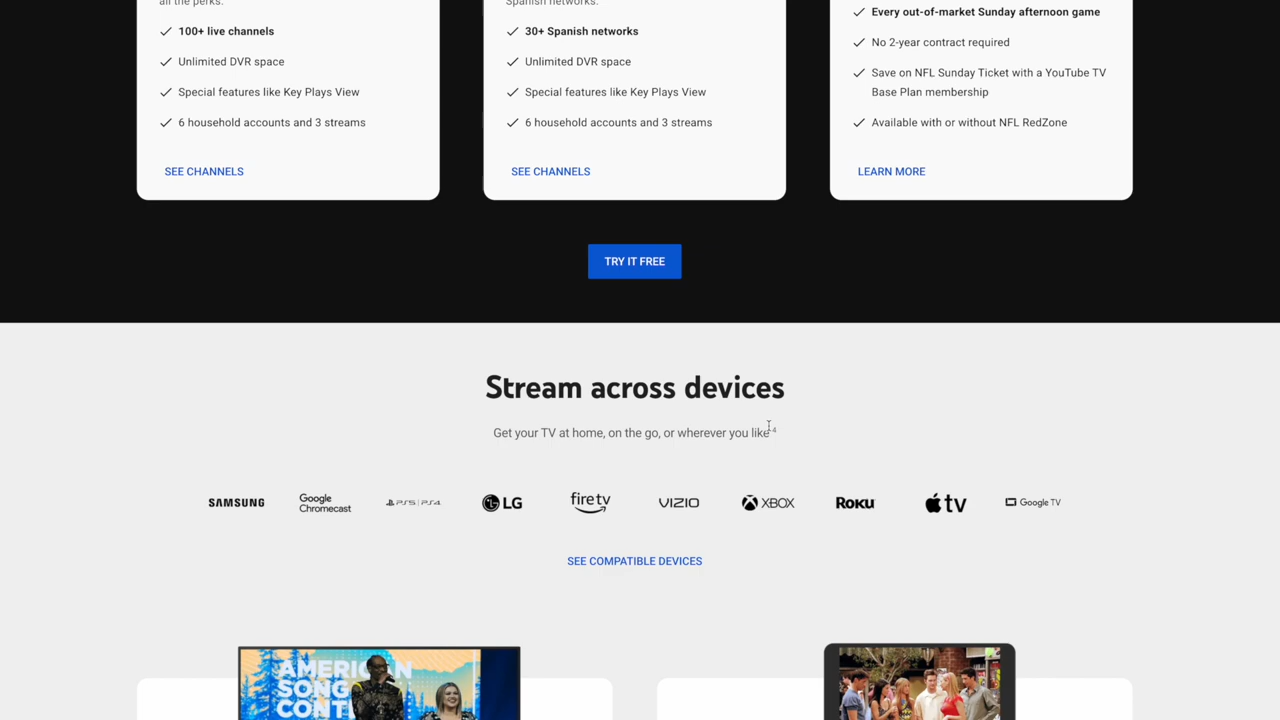 all the perks.
100+ live channels
Unlimited DVR space
Special features like Key Plays View
6 household accounts and 3 streams
SEE CHANNELS
Spanish networks.
30+ Spanish networks
Unlimited DVR space
Special features like Key Plays View
6 household accounts and 3 streams
SEE CHANNELS
Every out-of-market Sunday afternoon game
No 2-year contract required
Save on NFL Sunday Ticket with a YouTube TV
Base Plan membership
Available with or without NFL RedZone
LEARN MORE
TRY IT FREE
Stream across devices
Get your TV at home, on the go, or wherever you like 4
SAMSUNG
Google
Chromecast
PS5 | PS4
LG
fire tv
VIZIO
XBOX
ROKU
tv
Google TV
SEE COMPATIBLE DEVICES
AMERICAN
SONG
CONT